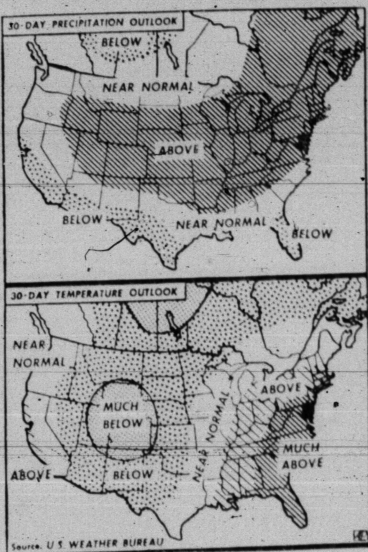 30-DAY PRECIPITATION OUTLOOK
BELOW
NEAR NORMAL
ABOVE
BELOW
NEAR NORMAL
BELOW
30-DAY TEMPERATURE OUTLOOK
NEAR
NORMAL
ABOVE
MUCH
BELOW
NEAR NORMAL
MUCH
ABOVE
ABOVE
BELOW
Source: U.S. WEATHER BUREAU